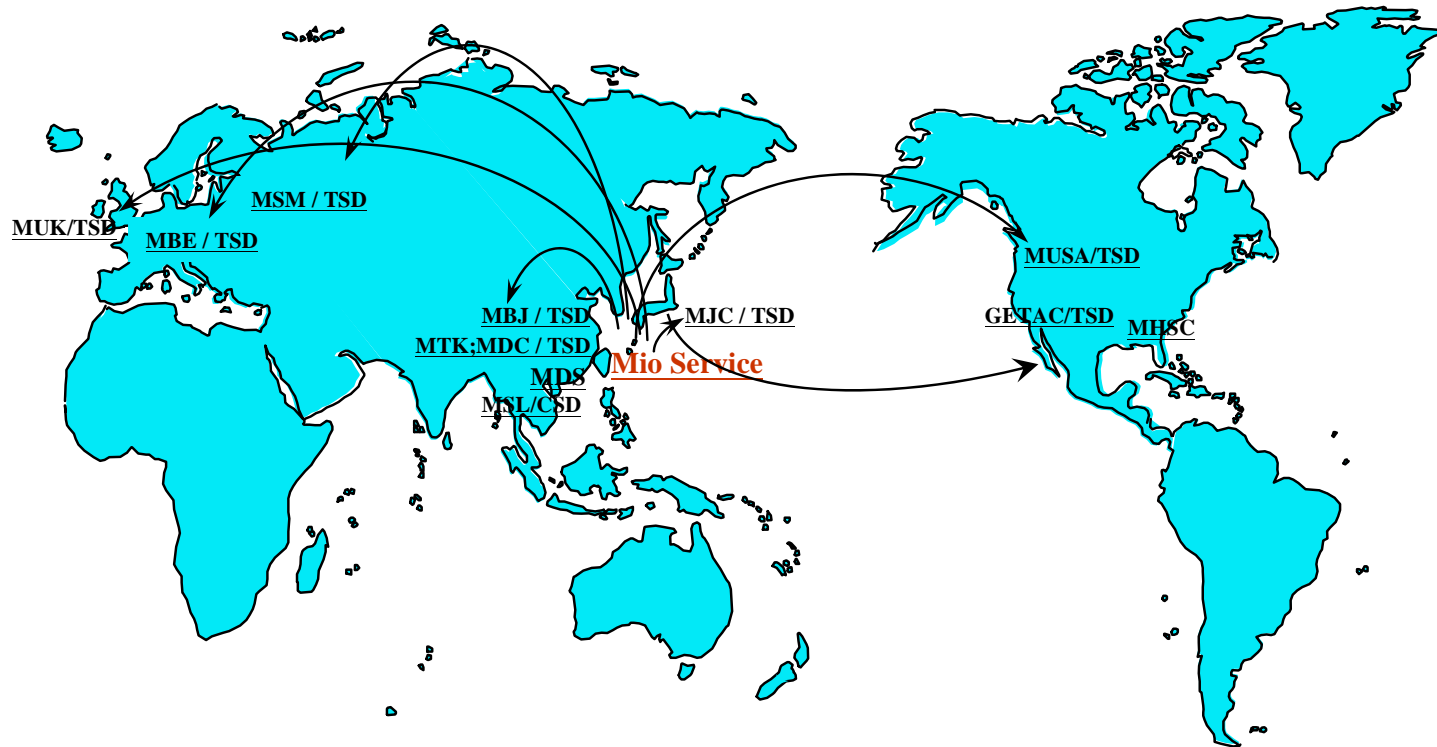 MSM / TSD
MUK/TSD
MBE / TSD
MUSA/TSD
MBJ / TSD
MJC / TSD
GETAC/TSD
MHSC
MTK;MDC / TSD
Mio Service
MDS
MSL/CSD